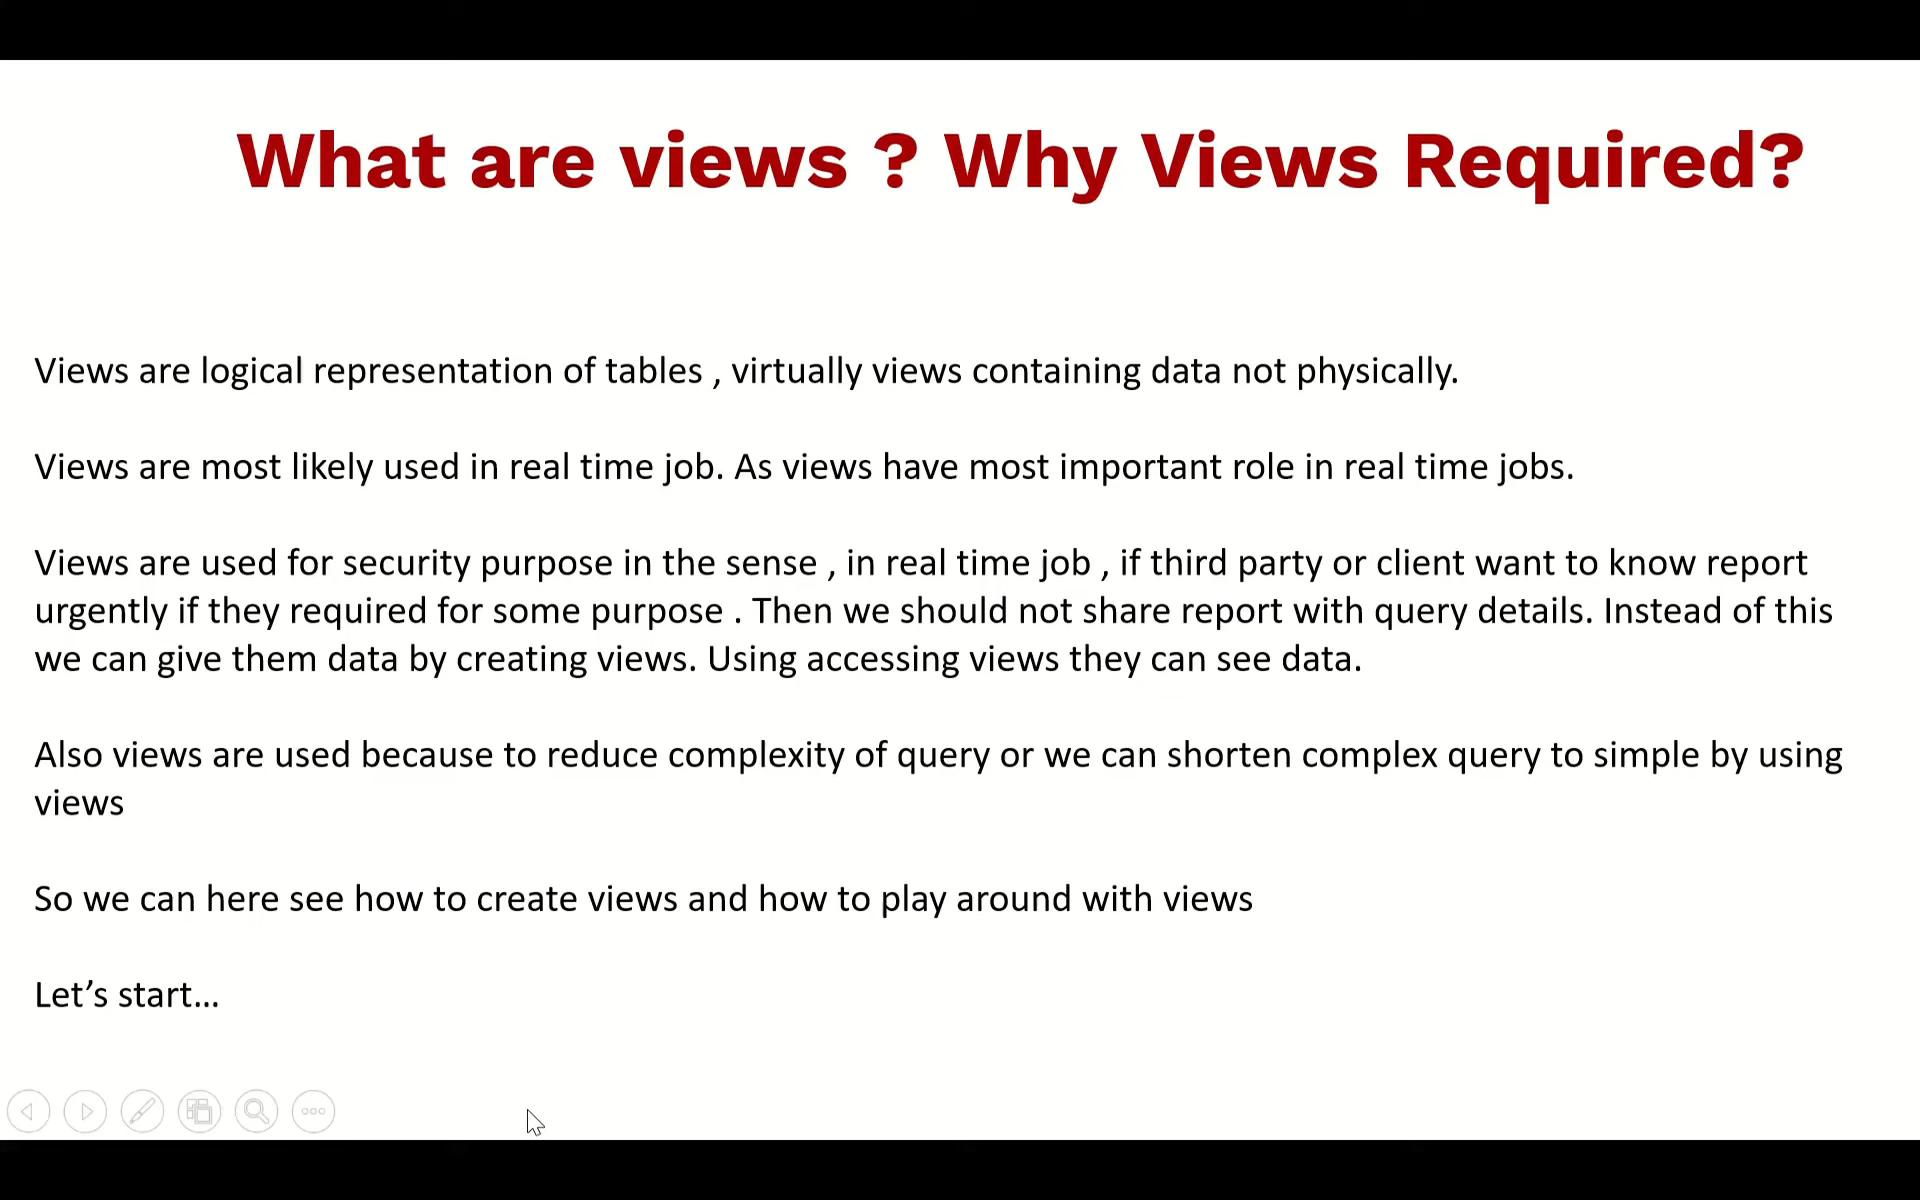 What are views ? Why Views Required?
Views are logical representation of tables , virtually views containing data not physically.
Views are most likely used in real time job. As views have most important role in real time jobs.
Views are used for security purpose in the sense , in real time job , if third party or client want to know report
urgently if they required for some purpose . Then we should not share report with query details. Instead of this
we can give them data by creating views. Using accessing views they can see data.
Also views are used because to reduce complexity of query or we can shorten complex query to simple by using
views
So we can here see how to create views and how to play around with views
Let’s start…